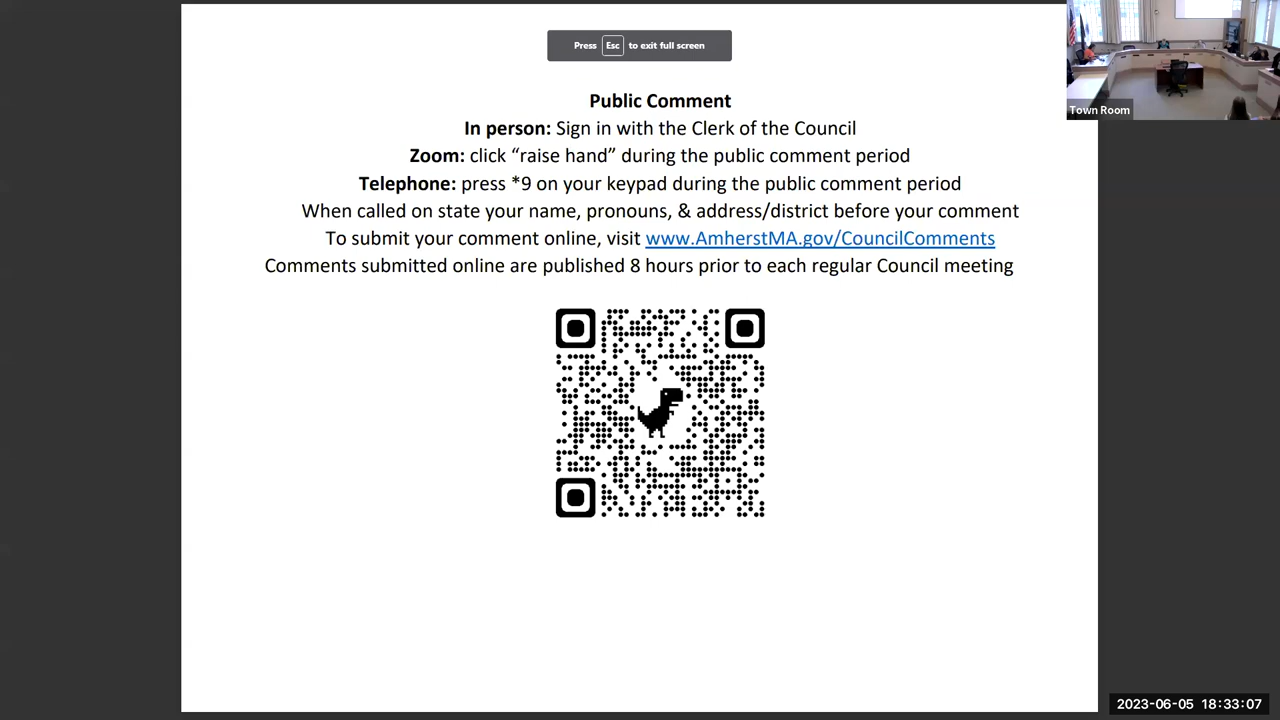 Press Esc to exit full screen
Town Room
Public Comment
In person: Sign in with the Clerk of the Council
Zoom: click “raise hand” during the public comment period
Telephone: press *9 on your keypad during the public comment period
When called on state your name, pronouns, & address/district before your comment
To submit your comment online, visit www.AmherstMA.gov/CouncilComments
Comments submitted online are published 8 hours prior to each regular Council meeting
2023-06-05 18:33:07